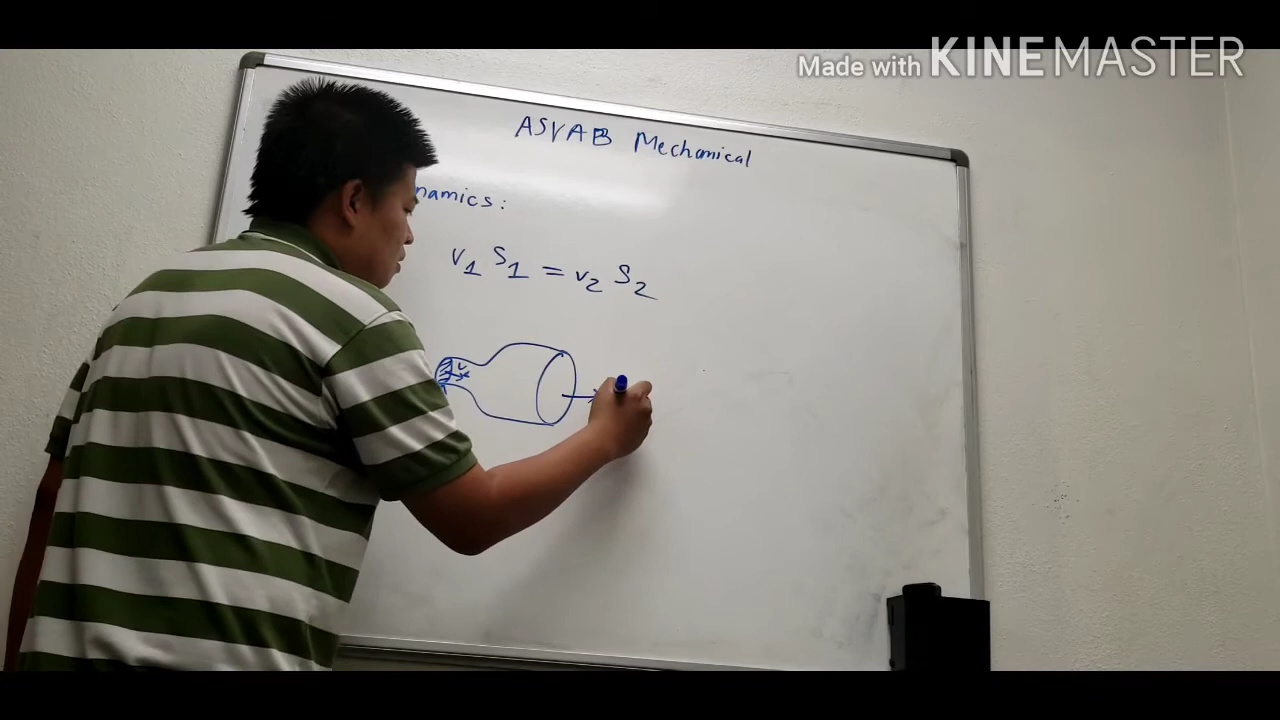 Made with KINEMASTER
ASVAB Mechanical
namics:
v1 S1 = v2 S2
v